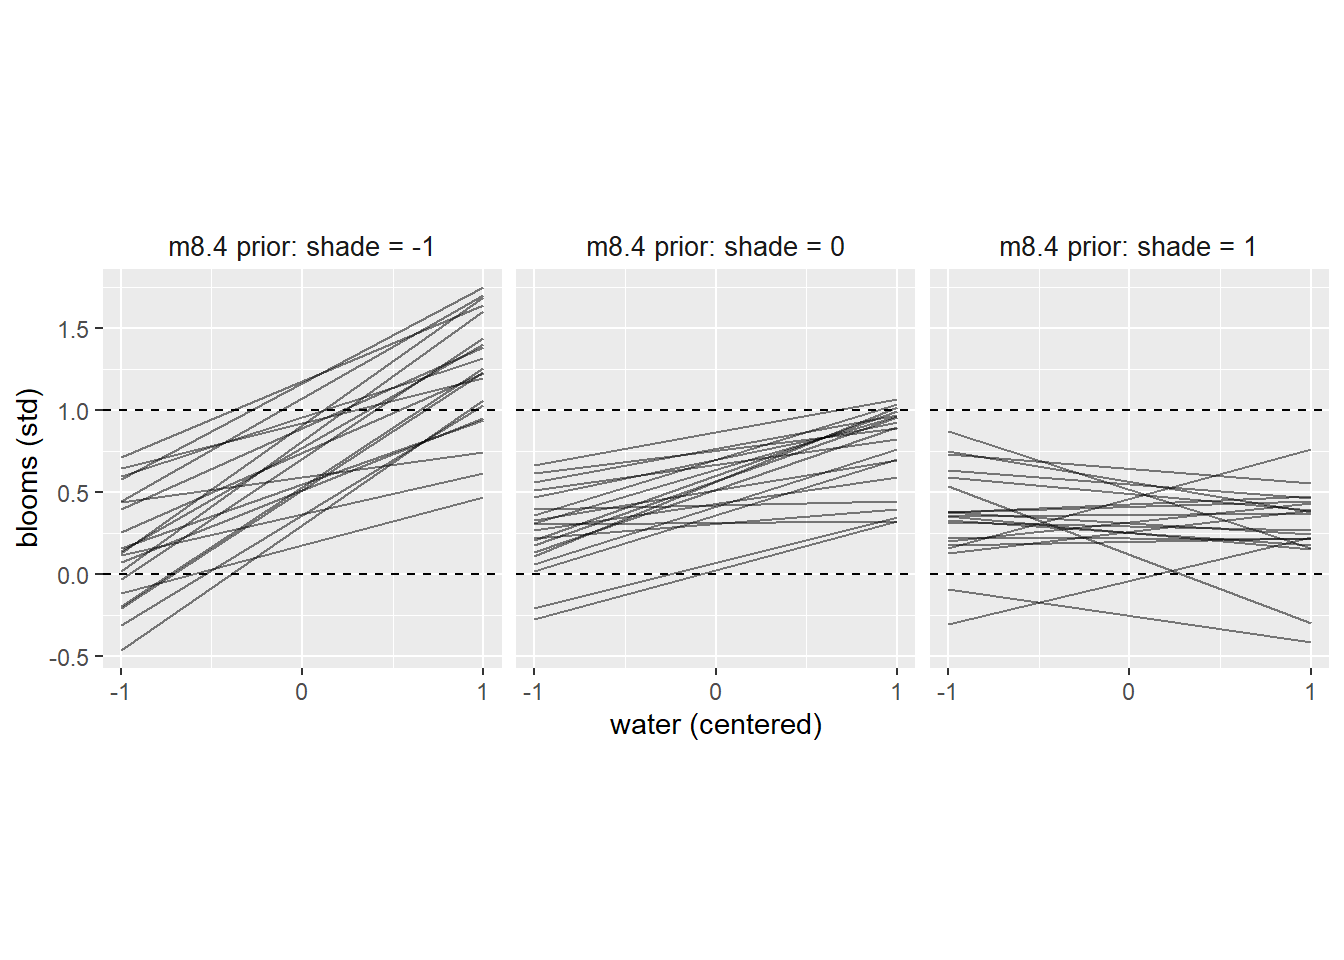 m8.4 prior: shade = -1
m8.4 prior: shade = 0
m8.4 prior: shade = 1
blooms (std)
1.5
1.0
0.5
0.0
-0.5
-1 0 1
-1 0 1
-1 0 1
water (centered)